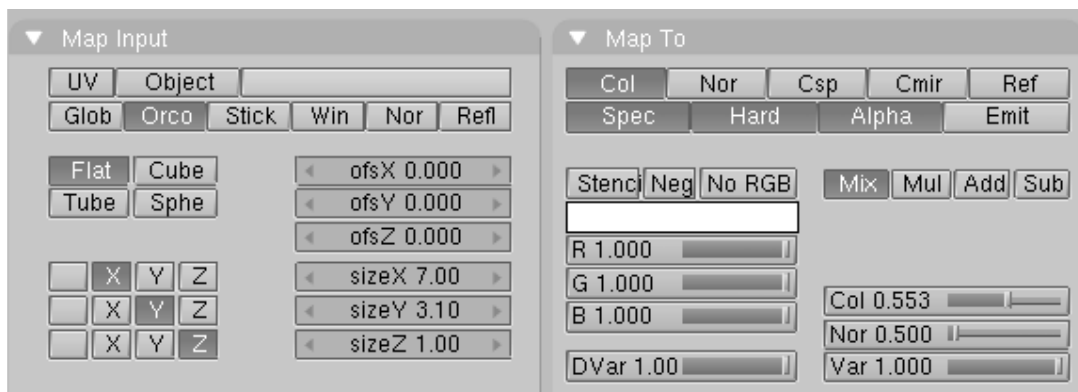 Map Input
UV Object
Glob Orco Stick Win Nor Refl
Flat Cube
Tube Sphe
ofsX 0.000
ofsY 0.000
ofsZ 0.000
X Y Z
X Y Z
X Y Z
sizeX 7.00
sizeY 3.10
sizeZ 1.00
Map To
Col Nor Csp Cmir Ref
Spec Hard Alpha Emit
Stenci Neg No RGB
Mix Mul Add Sub
R 1.000
G 1.000
B 1.000
DVar 1.00
Col 0.553
Nor 0.500
Var 1.000